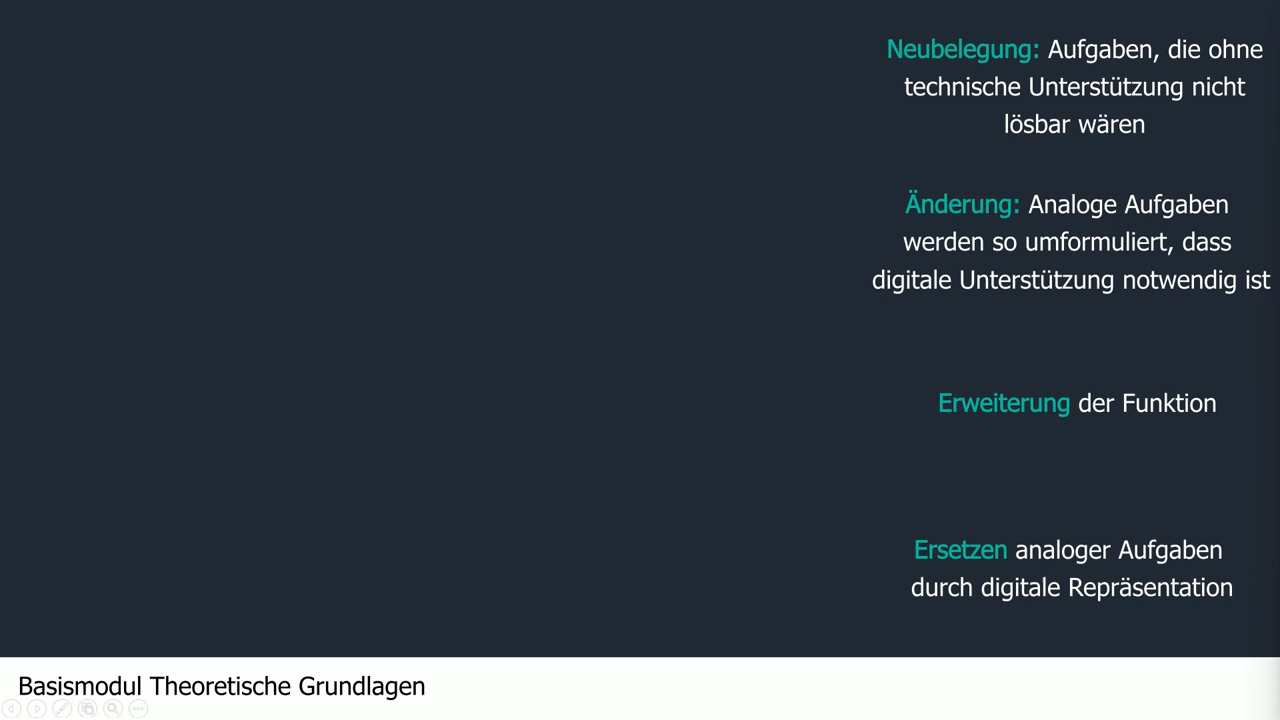 Neubelegung: Aufgaben, die ohne
technische Unterstützung nicht
lösbar wären
Änderung: Analoge Aufgaben
werden so umformuliert, dass
digitale Unterstützung notwendig ist
Erweiterung der Funktion
Ersetzen analoger Aufgaben
durch digitale Repräsentation
Basismodul Theoretische Grundlagen